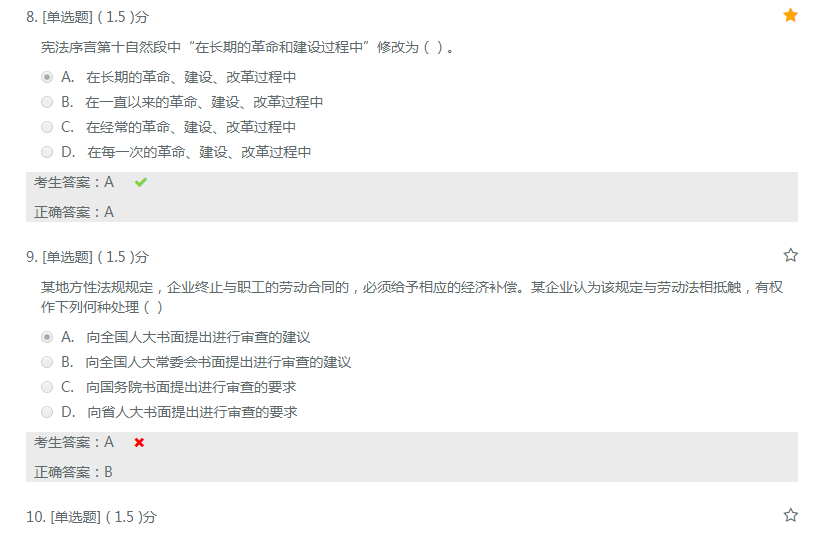 8. [单选题] ( 1.5 )分
宪法序言第十自然段中“在长期的革命和建设过程中”修改为 ( ) 。
A. 在长期的革命、建设、改革过程中
B. 在一直以来的革命、建设、改革过程中
C. 在经常的革命、建设、改革过程中
D. 在每一次的革命、建设、改革过程中
考生答案：A
正确答案：A
9. [单选题] ( 1.5 )分
某地方性法规规定，企业终止与职工的劳动合同的，必须给予相应的经济补偿。某企业认为该规定与劳动法相抵触，有权
作下列何种处理 ( )
A. 向全国人大书面提出进行审查的建议
B. 向全国人大常委会书面提出进行审查的建议
C. 向国务院书面提出进行审查的要求
D. 向省人大书面提出进行审查的要求
考生答案：A
正确答案：B
10. [单选题] ( 1.5 )分